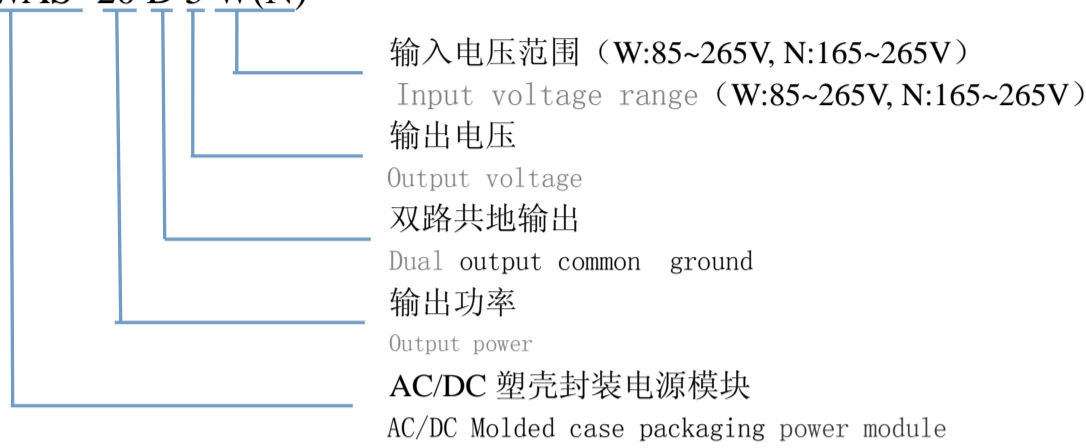 输入电压范围（W:85~265V, N:165~265V）
Input voltage range（W:85~265V, N:165~265V）
输出电压
Output voltage
双路共地输出
Dual output common ground
输出功率
Output power
AC/DC 塑壳封装电源模块
AC/DC Molded case packaging power module